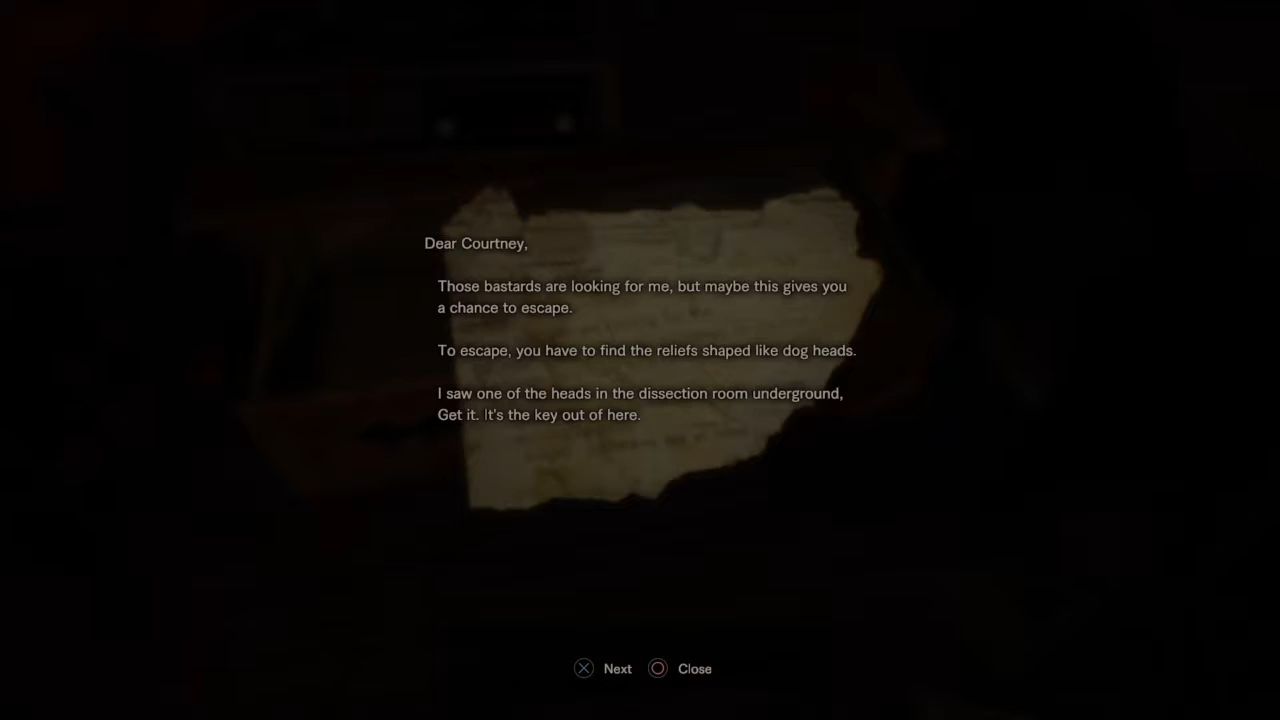 Dear Courtney,
Those bastards are looking for me, but maybe this gives you
a chance to escape.
To escape, you have to find the reliefs shaped like dog heads.
I saw one of the heads in the dissection room underground,
Get it. It's the key out of here.
Next Close